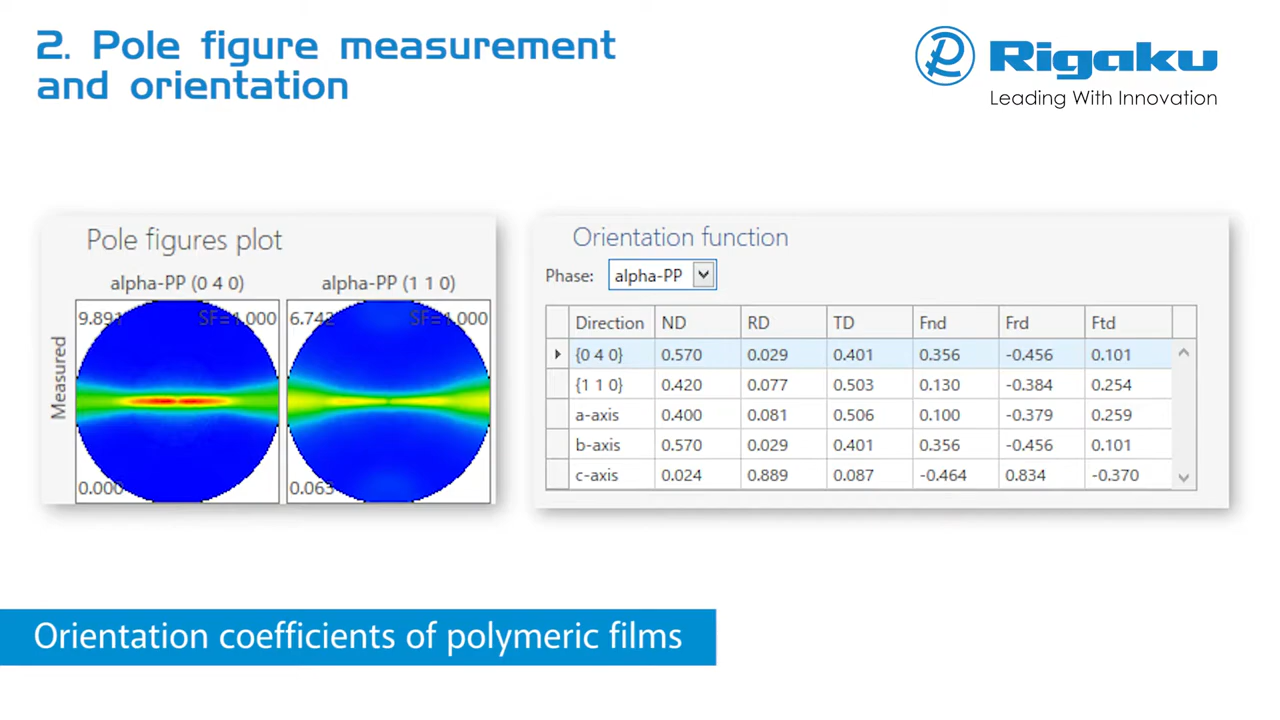 2. Pole figure measurement
and orientation
Rigaku
Leading With Innovation
Pole figures plot
alpha-PP (0 4 0) alpha-PP (1 1 0)
9.891 SF=1.000 6.742 SF=1.000
Measured
0.000 0.063
Orientation function
Phase: alpha-PP
Direction ND RD TD Fnd Frd Ftd
{0 4 0} 0.570 0.029 0.401 0.356 -0.456 0.101
{1 1 0} 0.420 0.077 0.503 0.130 -0.384 0.254
a-axis 0.400 0.081 0.506 0.100 -0.379 0.259
b-axis 0.570 0.029 0.401 0.356 -0.456 0.101
c-axis 0.024 0.889 0.087 -0.464 0.834 -0.370
Orientation coefficients of polymeric films